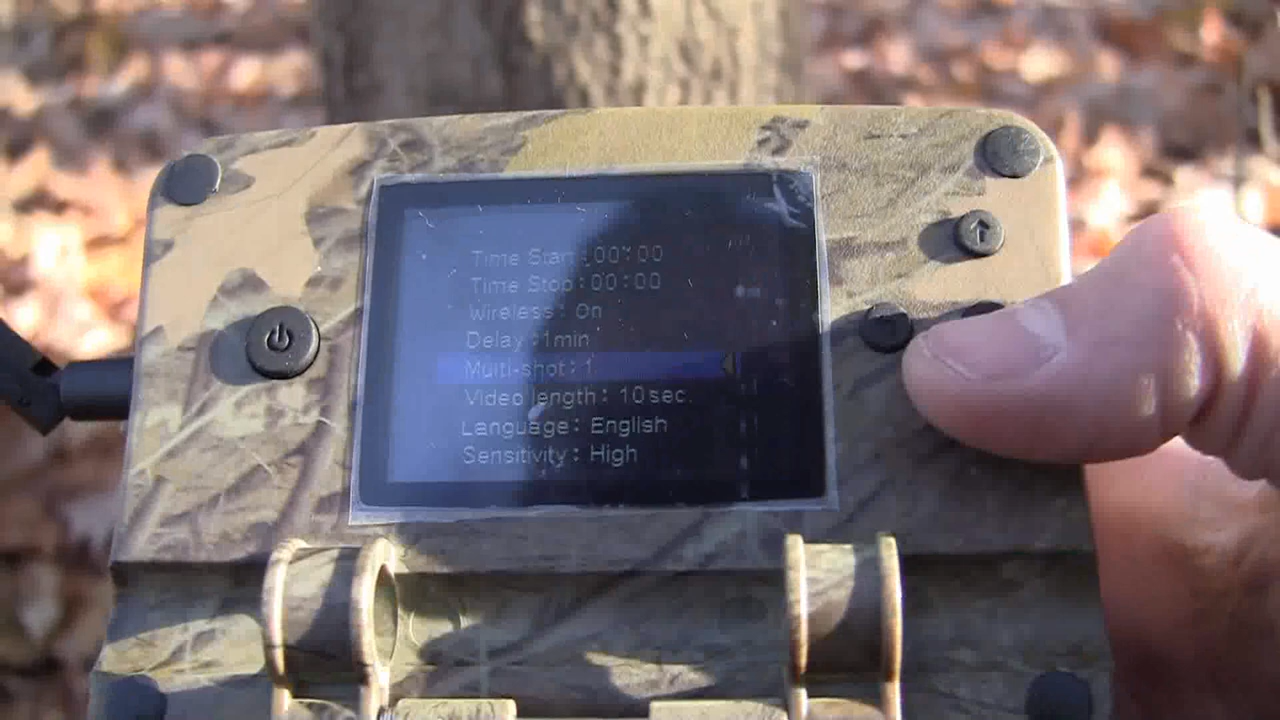 Time Start:00:00
Time Stop:00:00
Wireless: On
Delay:1min
Multi-shot: 1
Video length: 10sec.
Language: English
Sensitivity: High